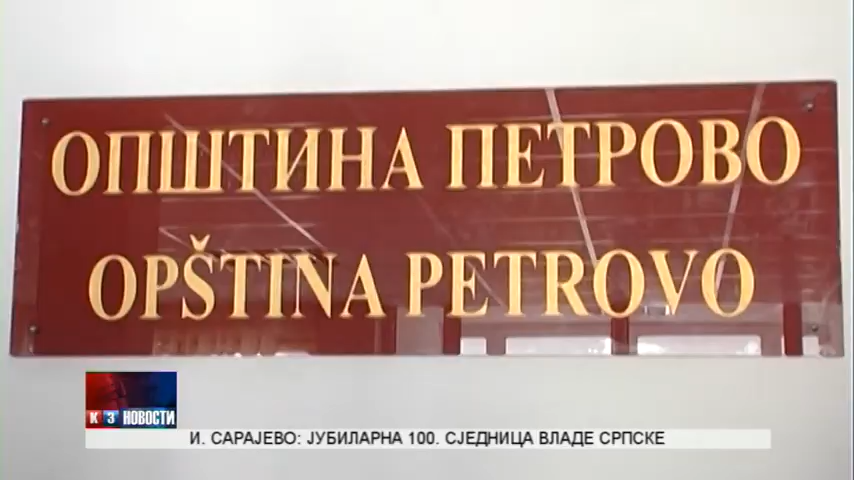 ОПШТИНА ПЕТРОВО
OPŠTINA PETROVO
К3 НОВОСТИ
И. САРАЈЕВО: ЈУБИЛАРНА 100. СЈЕДНИЦА ВЛАДЕ СРПСКЕ